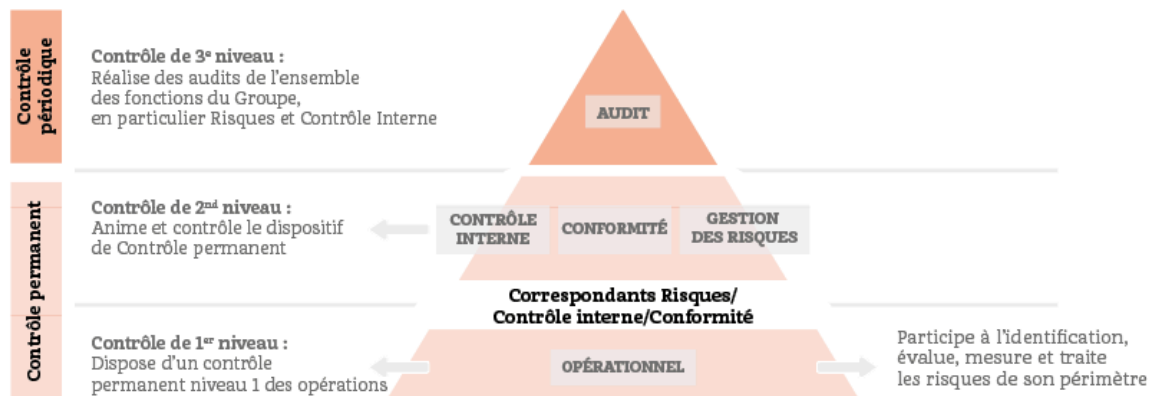 Contrôle
périodique
Contrôle de 3e niveau :
Réalise des audits de l'ensemble
des fonctions du Groupe,
en particulier Risques et Contrôle Interne
AUDIT
Contrôle permanent
Contrôle de 2nd niveau :
Anime et contrôle le dispositif
de Contrôle permanent
CONTRÔLE
INTERNE
CONFORMITÉ
GESTION
DES RISQUES
Correspondants Risques/
Contrôle interne/Conformité
Contrôle de 1er niveau :
Dispose d'un contrôle
permanent niveau 1 des opérations
OPÉRATIONNEL
Participe à l'identification,
évalue, mesure et traite
les risques de son périmètre